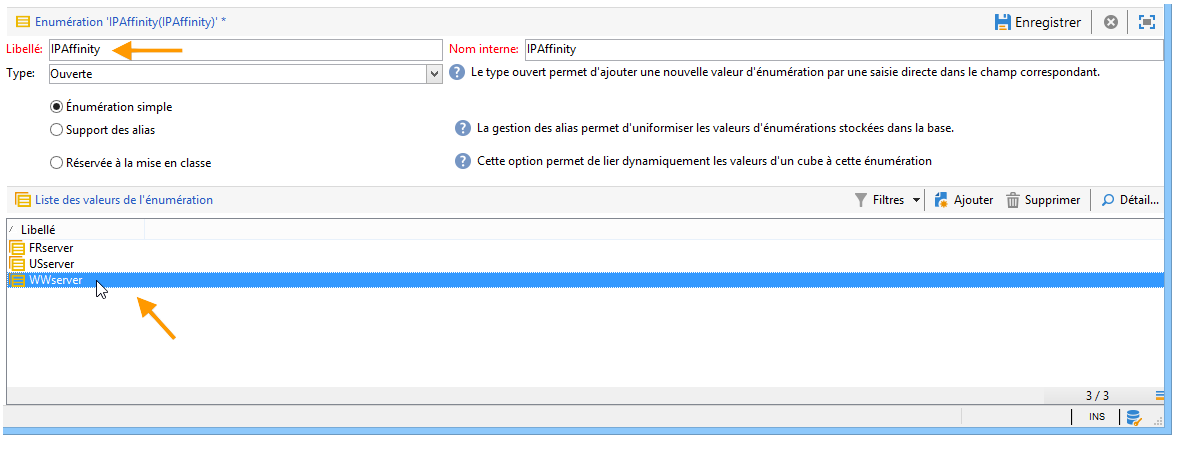 Enumération 'IPAffinity(IPAffinity)' * Enregistrer
Libellé: IPAffinity Nom interne: IPAffinity
Type: Ouverte Le type ouvert permet d'ajouter une nouvelle valeur d'énumération par une saisie directe dans le champ correspondant.
Énumération simple
Support des alias La gestion des alias permet d'uniformiser les valeurs d'énumérations stockées dans la base.
Réservée à la mise en classe Cette option permet de lier dynamiquement les valeurs d'un cube à cette énumération
Liste des valeurs de l'énumération Filtres Ajouter Supprimer Détail...
Libellé
FRserver
USserver
WWserver
3 / 3
INS